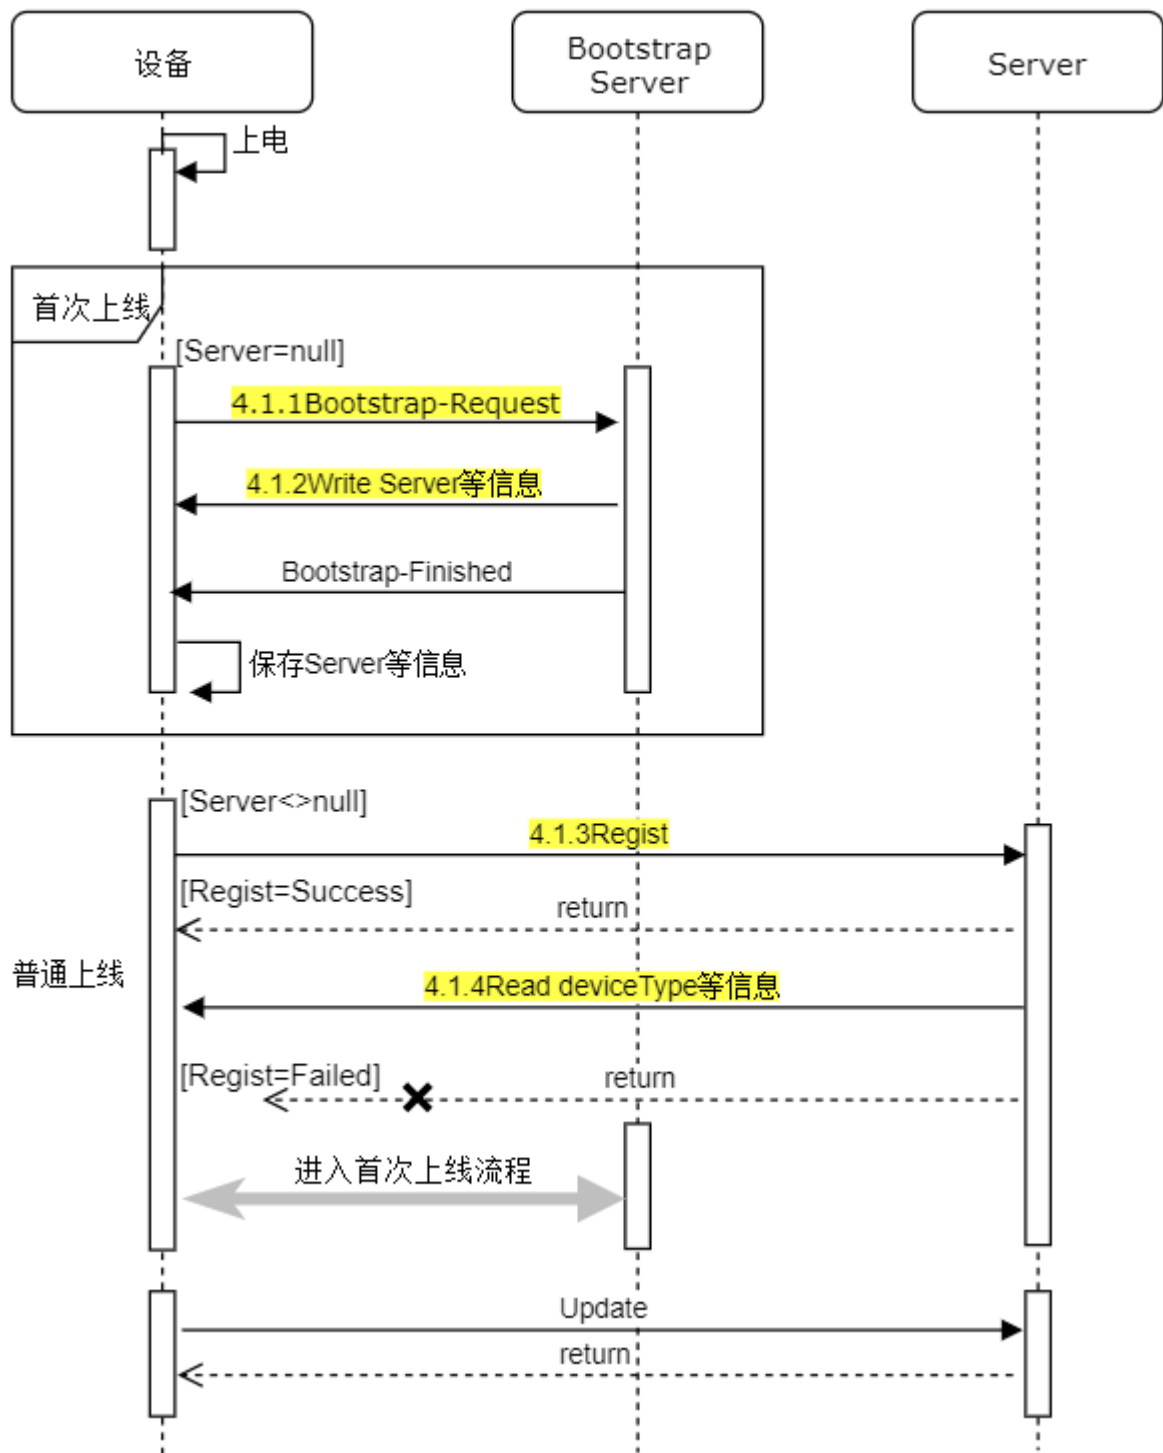 设备
Bootstrap
Server
Server
上电
首次上线
[Server=null]
4.1.1Bootstrap-Request
4.1.2Write Server等信息
Bootstrap-Finished
保存Server等信息
[Server<>null]
4.1.3Regist
[Regist=Success]
return
普通上线
4.1.4Read deviceType等信息
[Regist=Failed]
return
进入首次上线流程
Update
return